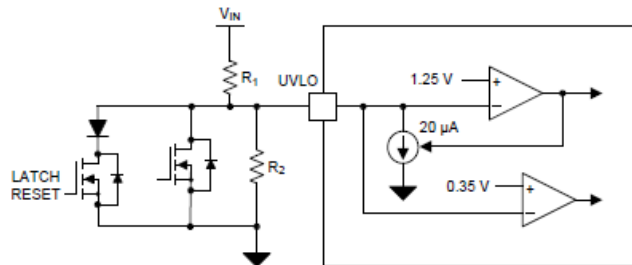 VIN
R1
UVLO
1.25 V
+
−
20 µA
LATCH
RESET
R2
0.35 V
+
−